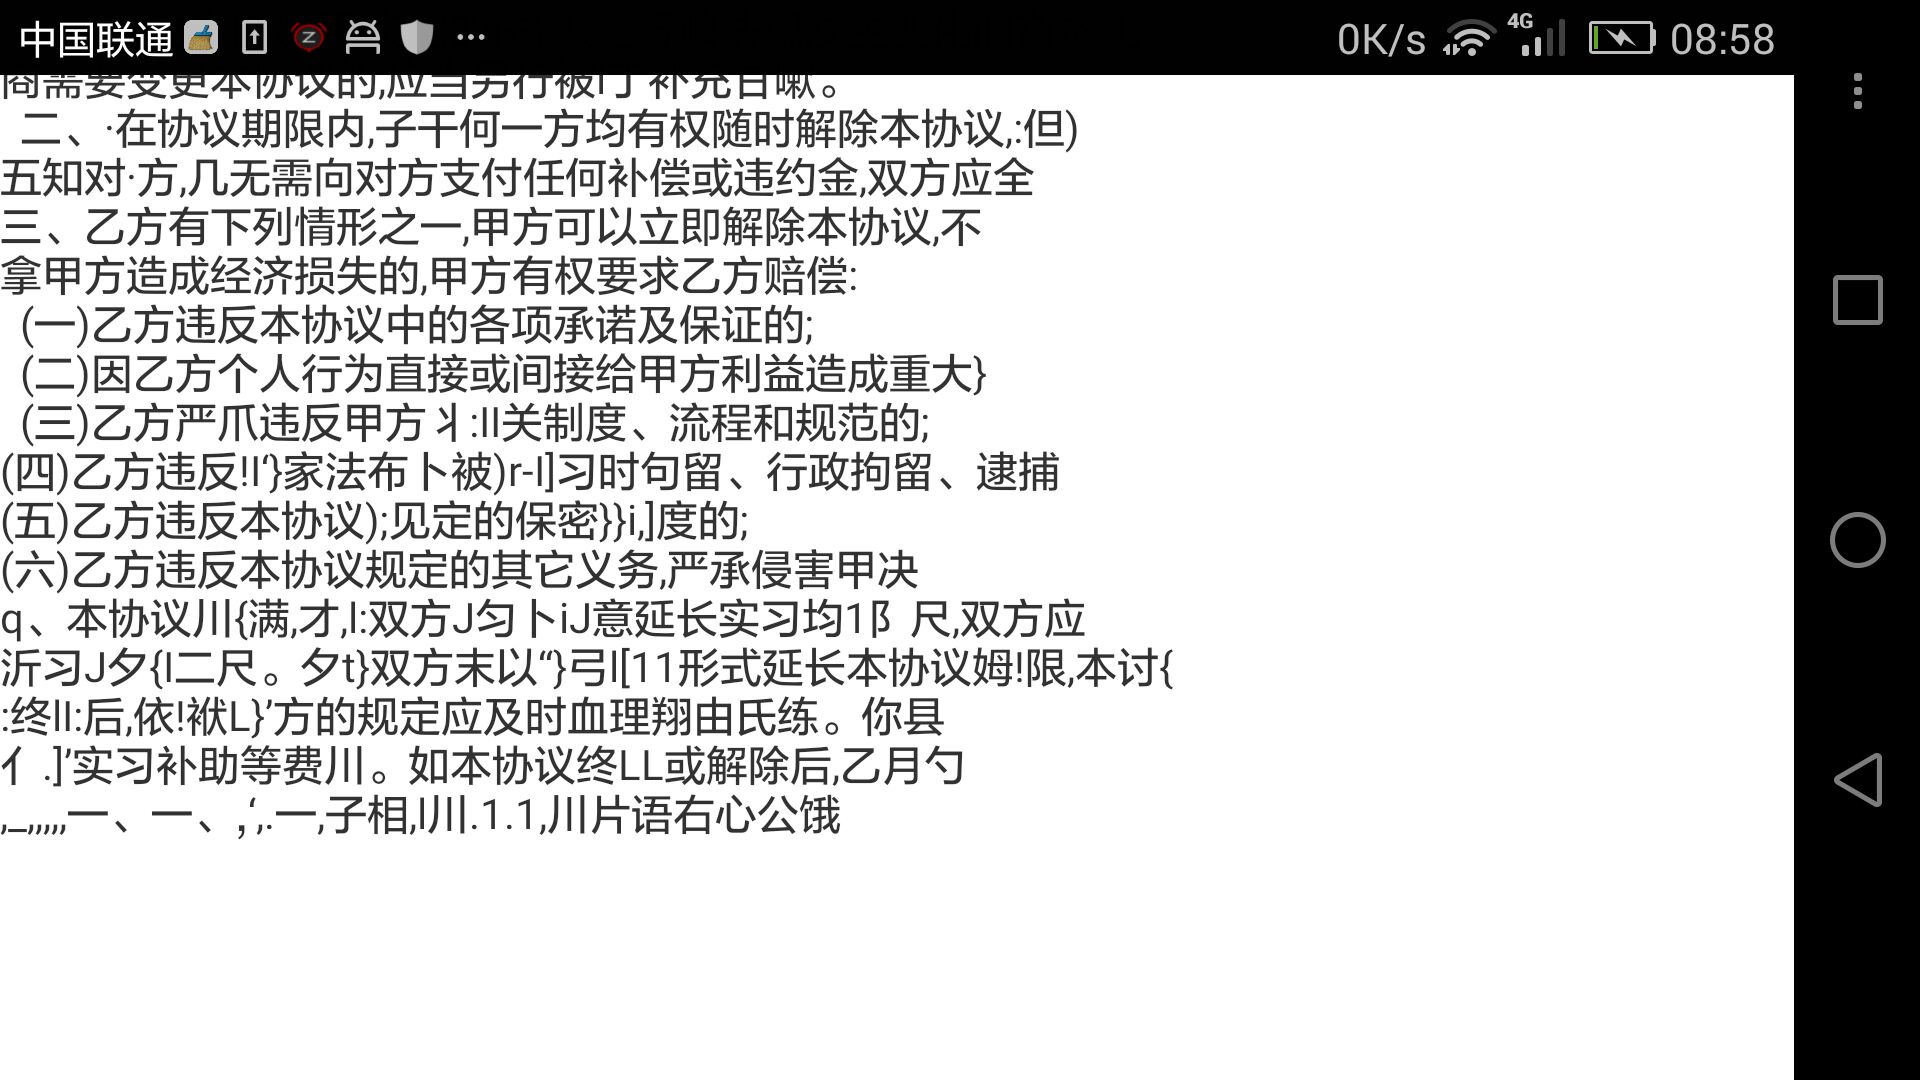 中国联通 ··· 0K/s 4G 08:58
商需要变更本协议的,应当另行被i丁补充日嗽。
二、·在协议期限内,子干何一方均有权随时解除本协议,:但)
五知对·方,几无需向对方支付任何补偿或违约金,双方应全
三、乙方有下列情形之一,甲方可以立即解除本协议,不
拿甲方造成经济损失的,甲方有权要求乙方赔偿:
(一)乙方违反本协议中的各项承诺及保证的;
(二)因乙方个人行为直接或间接给甲方利益造成重大}
(三)乙方严爪违反甲方丬:II关制度、流程和规范的;
(四)乙方违反!I‘}家法布卜被)r-I]习时句留、行政拘留、逮捕
(五)乙方违反本协议);见定的保密}}i,]度的;
(六)乙方违反本协议规定的其它义务,严承侵害甲决
q、本协议川{满,才,I:双方J匀卜iJ意延长实习均1阝尺,双方应
沂习J夕{I二尺。夕t}双方末以“}弓I[11形式延长本协议姆!限,本讨{
:终II:后,依!袱L}’方的规定应及时血理翔由氏练。你县
亻.]’实习补助等费川。如本协议终LL或解除后,乙月勺
,_,,,,,一、一、,‘,.一,子相,I川.1.1,川片语右心公饿